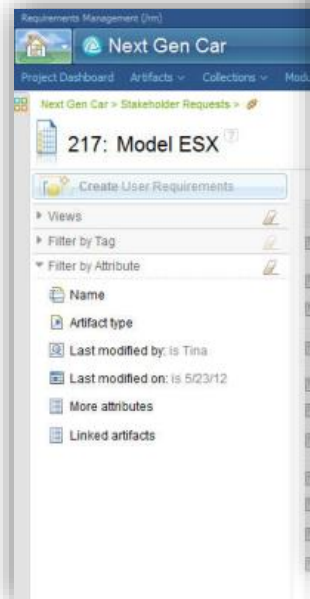 Requirements Management (/rm)
Next Gen Car
Project Dashboard Artifacts Collections
Next Gen Car > Stakeholder Requests >
217: Model ESX ?
Create User Requirements
Views
Filter by Tag
Filter by Attribute
Name
Artifact type
Last modified by: is Tina
Last modified on: is 5/23/12
More attributes
Linked artifacts